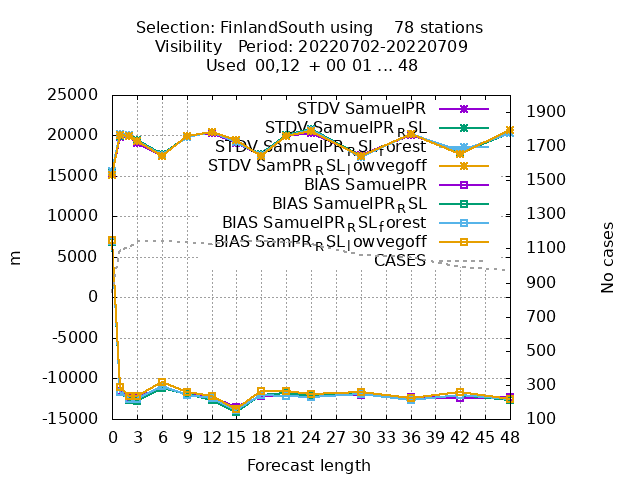 Selection: FinlandSouth using 78 stations
Visibility Period: 20220702-20220709
Used 00,12 + 00 01 ... 48
25000
20000
15000
10000
5000
0
-5000
-10000
-15000
m
STDV SamuelPR
STDV SamuelPR_RSL
STDV SamuelPR_RSL_forest
STDV SamPR_RSL_lowvegoff
BIAS SamuelPR
BIAS SamuelPR_RSL
BIAS SamuelPR_RSL_forest
BIAS SamuelPR_RSL_lowvegoff
CASES
1900
1700
1500
1300
1100
900
700
500
300
100
No cases
0 3 6 9 12 15 18 21 24 27 30 33 36 39 42 45 48
Forecast length